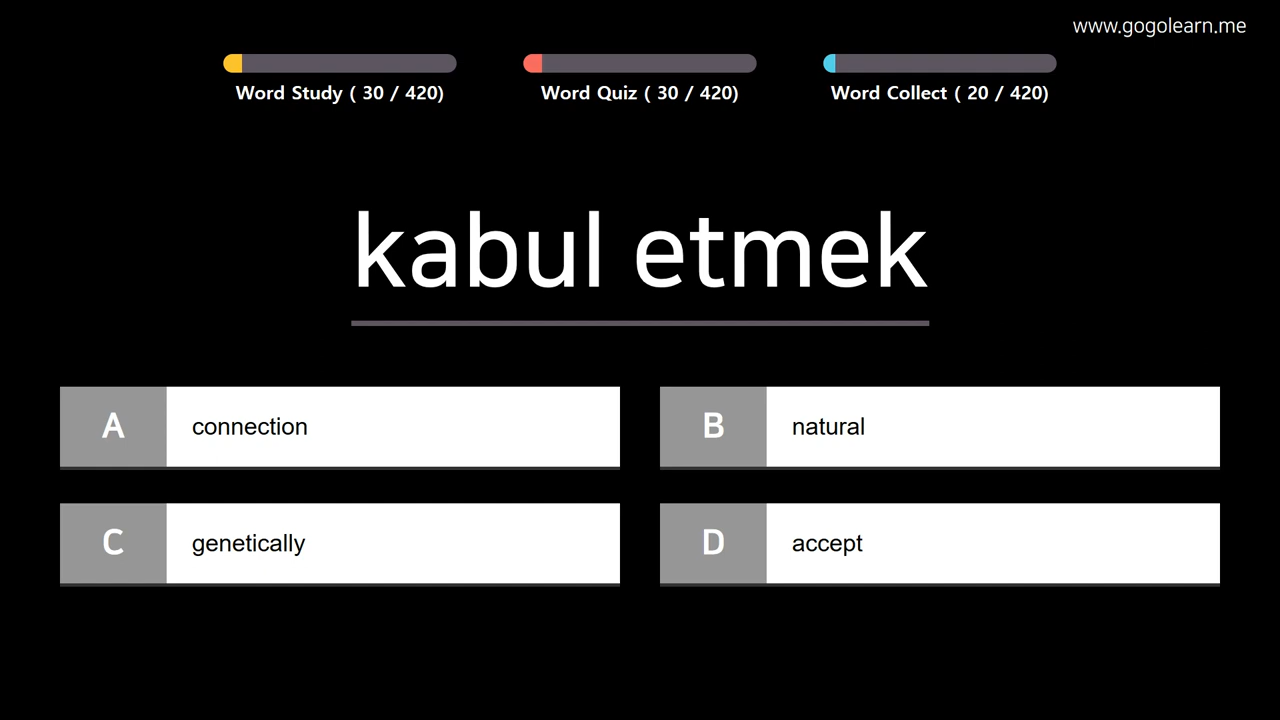 www.gogolearn.me
Word Study ( 30 / 420)
Word Quiz ( 30 / 420)
Word Collect ( 20 / 420)
kabul etmek
A connection
B natural
C genetically
D accept